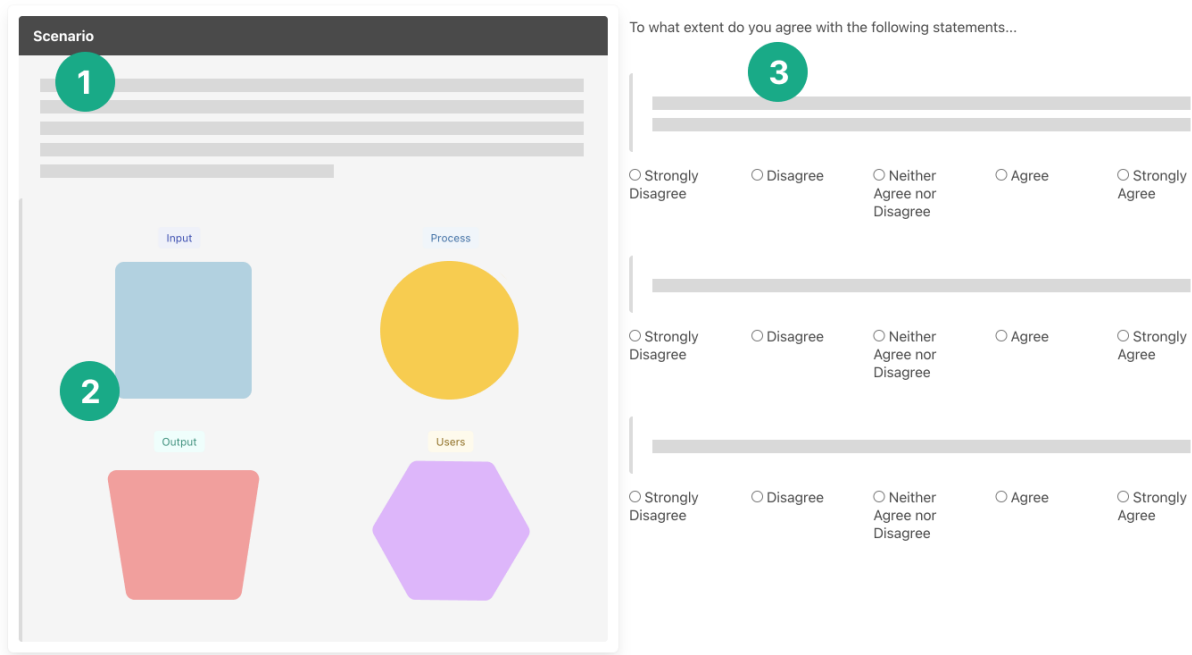 Scenario
1
Input
Process
2
Output
Users
To what extent do you agree with the following statements...
3
Strongly Disagree
Disagree
Neither Agree nor Disagree
Agree
Strongly Agree
Strongly Disagree
Disagree
Neither Agree nor Disagree
Agree
Strongly Agree
Strongly Disagree
Disagree
Neither Agree nor Disagree
Agree
Strongly Agree